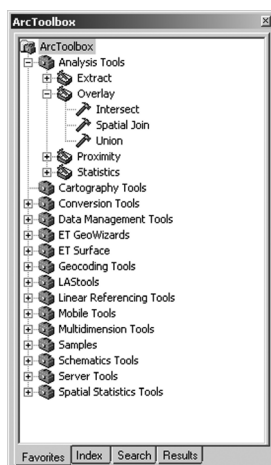 ArcToolbox
ArcToolbox
Analysis Tools
Extract
Overlay
Intersect
Spatial Join
Union
Proximity
Statistics
Cartography Tools
Conversion Tools
Data Management Tools
ET GeoWizards
ET Surface
Geocoding Tools
LAStools
Linear Referencing Tools
Mobile Tools
Multidimension Tools
Samples
Schematics Tools
Server Tools
Spatial Statistics Tools
Favorites Index Search Results